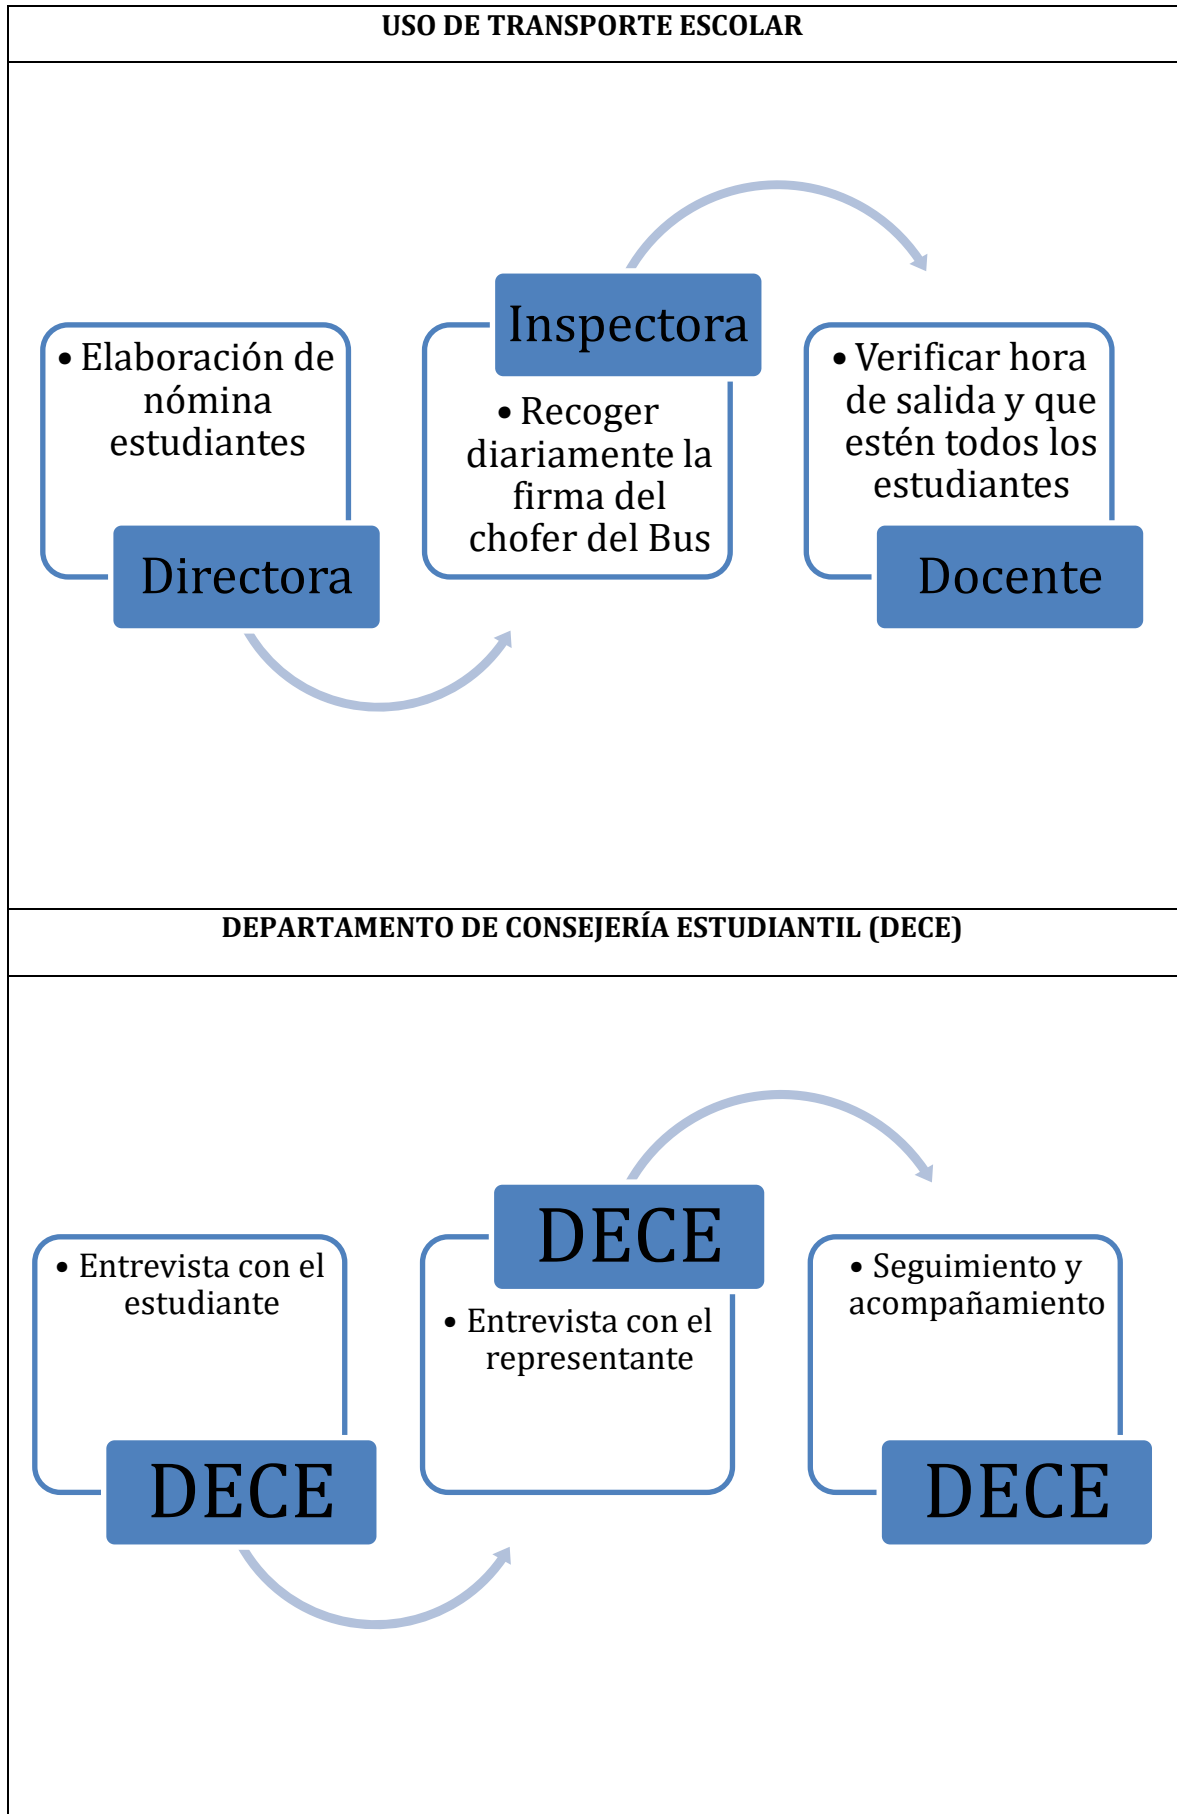 USO DE TRANSPORTE ESCOLAR
• Elaboración de
nómina
estudiantes
Directora
Inspectora
• Recoger
diariamente la
firma del
chofer del Bus
• Verificar hora
de salida y que
estén todos los
estudiantes
Docente
DEPARTAMENTO DE CONSEJERÍA ESTUDIANTIL (DECE)
• Entrevista con el
estudiante
DECE
DECE
• Entrevista con el
representante
• Seguimiento y
acompañamiento
DECE